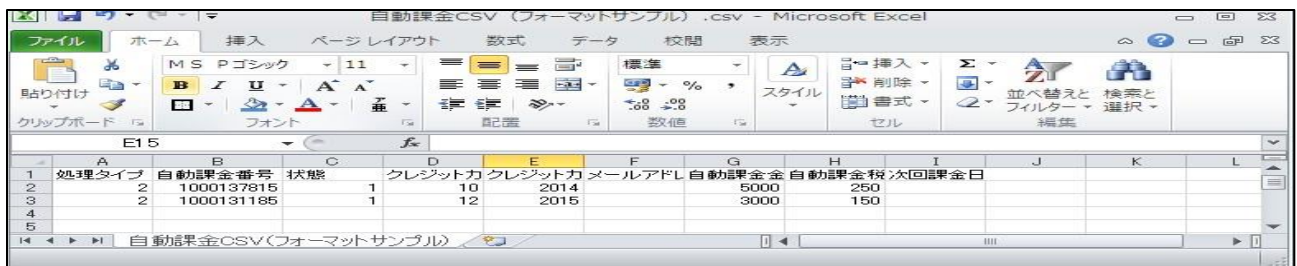 自動課金CSV（フォーマットサンプル）.csv - Microsoft Excel
ファイル ホーム 挿入 ページ レイアウト 数式 データ 校閲 表示
ＭＳ Ｐゴシック 11 標準 挿入 Σ
貼り付け B I U A A % , スタイル 削除 並べ替えと フィルター 検索と 選択
A 亜 .00 書式
クリップボード フォント 配置 数値 セル 編集
E15 fx
A B C D E F G H I J K L
1 処理タイプ 自動課金番号 状態 クレジットカ クレジットカ メールアドレ 自動課金金 自動課金税 次回課金日
2 2 1000137815 1 10 2014 5000 250
3 2 1000131185 1 12 2015 3000 150
4
5
自動課金CSV(フォーマットサンプル)